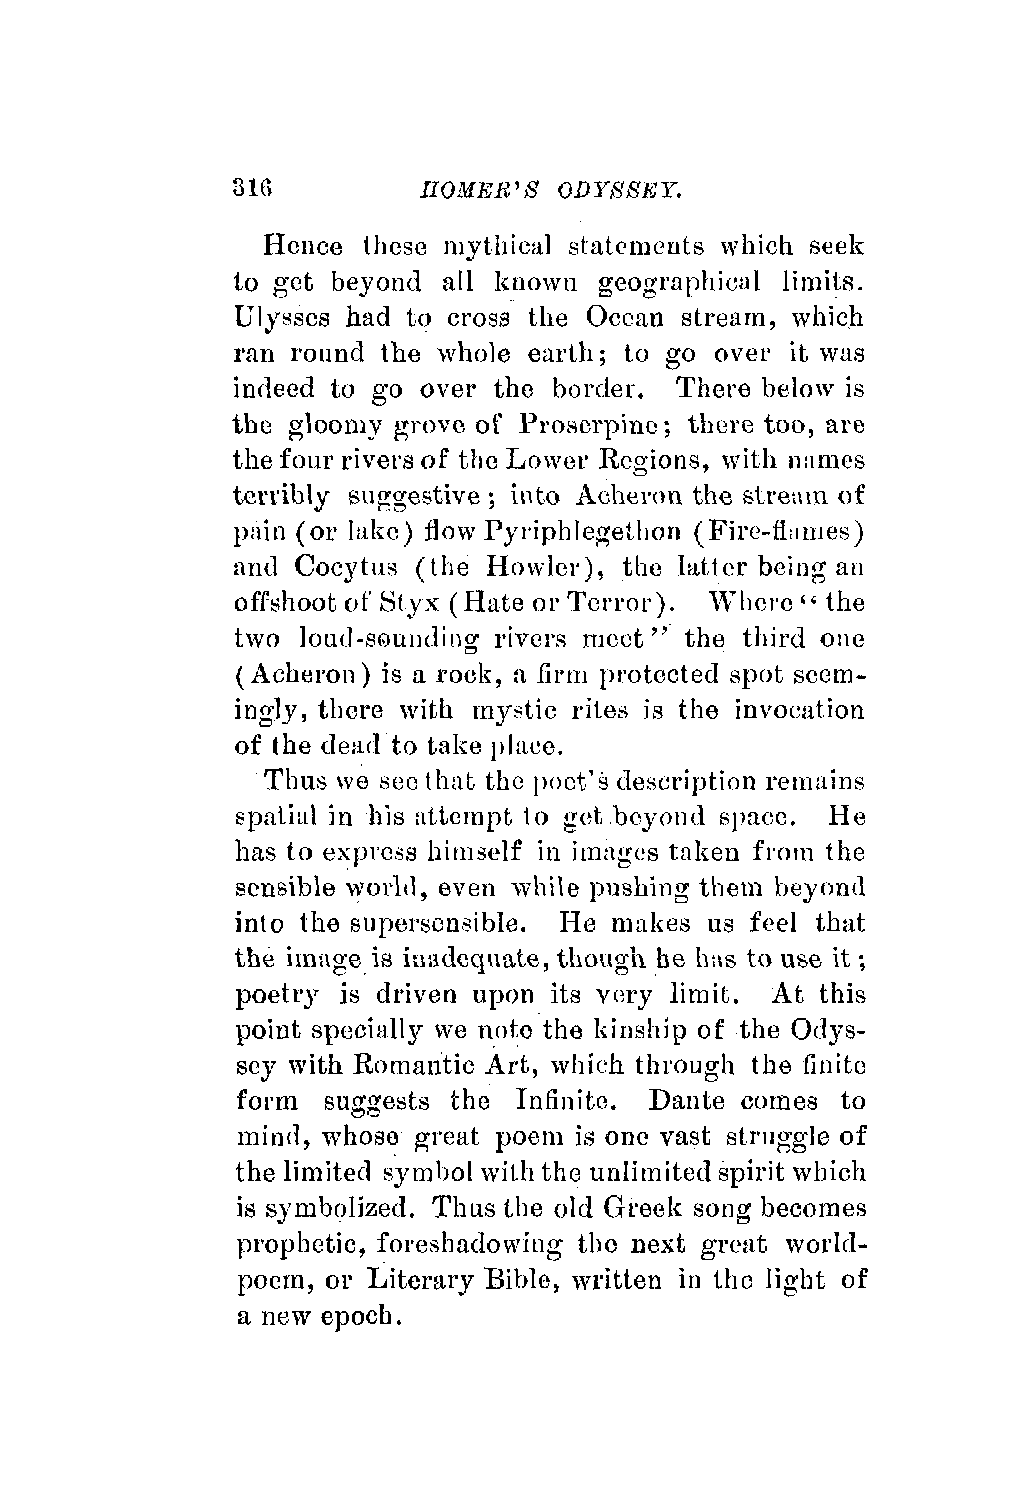 316 HOMER'S ODYSSEY.
Hence these mythical statements which seek
to get beyond all known geographical limits.
Ulysses had to cross the Ocean stream, which
ran round the whole earth; to go over it was
indeed to go over the border. There below is
the gloomy grove of Proserpine; there too, are
the four rivers of the Lower Regions, with names
terribly suggestive; into Acheron the stream of
pain (or lake) flow Pyriphlegethon (Fire-flames)
and Cocytus (the Howler), the latter being an
offshoot of Styx (Hate or Terror). Where "the
two loud-sounding rivers meet" the third one
(Acheron) is a rock, a firm protected spot seem-
ingly, there with mystic rites is the invocation
of the dead to take place.
Thus we see that the poet's description remains
spatial in his attempt to get beyond space. He
has to express himself in images taken from the
sensible world, even while pushing them beyond
into the supersensible. He makes us feel that
the image is inadequate, though he has to use it;
poetry is driven upon its very limit. At this
point specially we note the kinship of the Odys-
sey with Romantic Art, which through the finite
form suggests the Infinite. Dante comes to
mind, whose great poem is one vast struggle of
the limited symbol with the unlimited spirit which
is symbolized. Thus the old Greek song becomes
prophetic, foreshadowing the next great world-
poem, or Literary Bible, written in the light of
a new epoch.